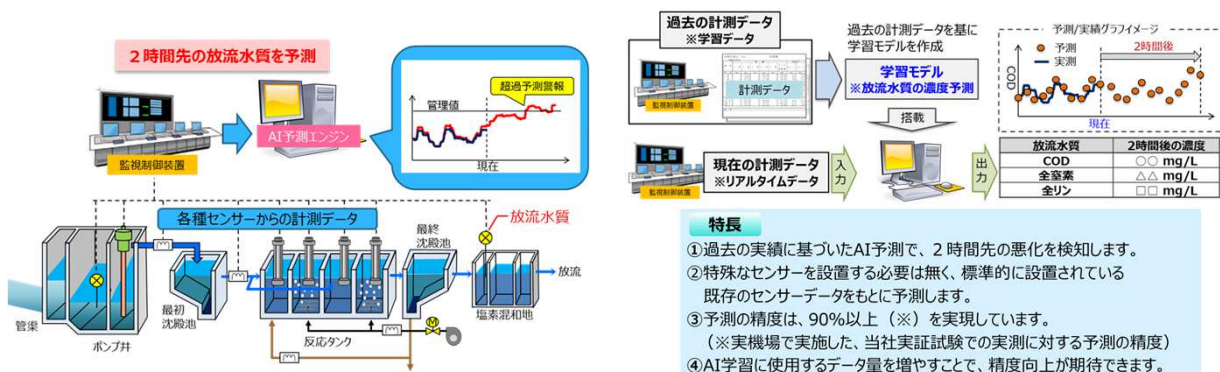 ２時間先の放流水質を予測
AI予測エンジン
監視制御装置
超過予測警報
管理値
現在
各種センサーからの計測データ
放流水質
最終
沈殿池
放流
管渠
ポンプ井
最初
沈殿池
反応タンク
M
塩素混和地
過去の計測データ
※学習データ
監視制御装置
計測データ
過去の計測データを基に
学習モデルを作成
学習モデル
※放流水質の濃度予測
搭載
現在の計測データ
※リアルタイムデータ
監視制御装置
入力
出力
予測/実績グラフイメージ
予測
実測
2時間後
COD
現在
放流水質 2時間後の濃度
COD ○○ mg/L
全窒素 △△ mg/L
全リン □□ mg/L
特長
①過去の実績に基づいたAI予測で、２時間先の悪化を検知します。
②特殊なセンサーを設置する必要は無く、標準的に設置されている
既存のセンサーデータをもとに予測します。
③予測の精度は、90%以上（※）を実現しています。
（※実機場で実施した、当社実証試験での実測に対する予測の精度）
④AI学習に使用するデータ量を増やすことで、精度向上が期待できます。